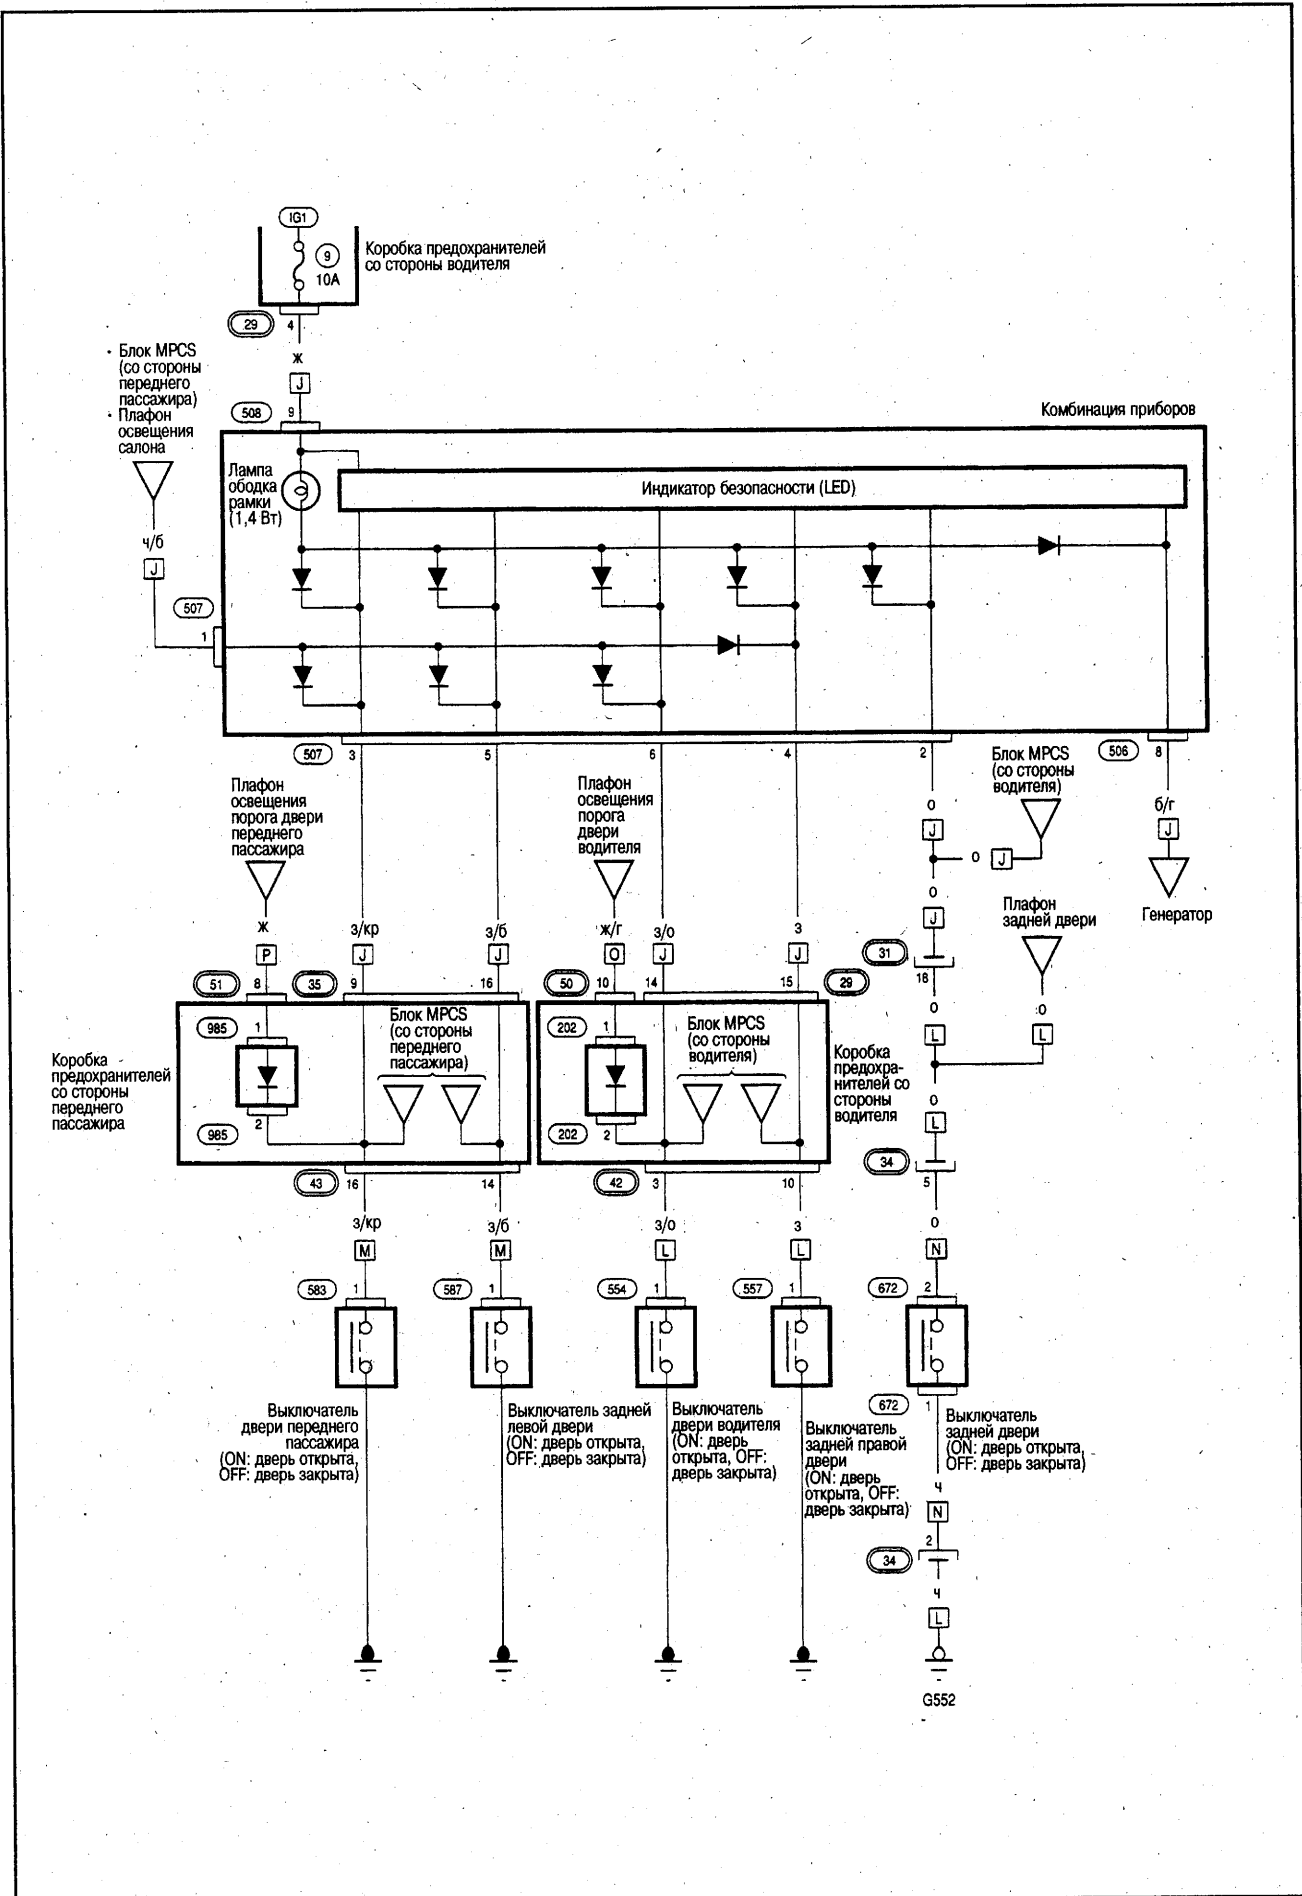 IG1
9
10А
Коробка предохранителей
со стороны водителя
29
4
ж
J
· Блок MPCS
(со стороны
переднего
пассажира)
· Плафон
освещения
салона
508
9
Комбинация приборов
Лампа
ободка
рамки
(1,4 Вт)
Индикатор безопасности (LED)
ч/б
J
507
1
507
3
5
6
4
2
506
8
Плафон
освещения
порога двери
переднего
пассажира
Плафон
освещения
порога
двери
водителя
Блок MPCS
(со стороны
водителя)
о
J
о
J
б/г
J
Генератор
о
J
Плафон
задней двери
ж
P
з/кр
J
з/б
J
ж/г
O
з/о
J
з
J
31
18
51
8
35
9
16
50
10
14
15
29
о
L
о
L
985
1
Блок MPCS
(со стороны
переднего
пассажира)
202
1
Блок MPCS
(со стороны
водителя)
Коробка
предохранителей
со стороны
переднего
пассажира
Коробка
предохра-
нителей со
стороны
водителя
985
2
202
2
о
L
34
5
43
16
14
42
3
10
з/кр
M
з/б
M
з/о
L
з
L
о
N
583
1
587
1
554
1
557
1
672
2
672
1
Выключатель
двери переднего
пассажира
(ON: дверь открыта,
OFF: дверь закрыта)
Выключатель задней
левой двери
(ON: дверь открыта,
OFF: дверь закрыта)
Выключатель
двери водителя
(ON: дверь
открыта, OFF:
дверь закрыта)
Выключатель
задней правой
двери
(ON: дверь
открыта, OFF:
дверь закрыта)
Выключатель
задней двери
(ON: дверь открыта,
OFF: дверь закрыта)
ч
N
2
34
ч
L
G552